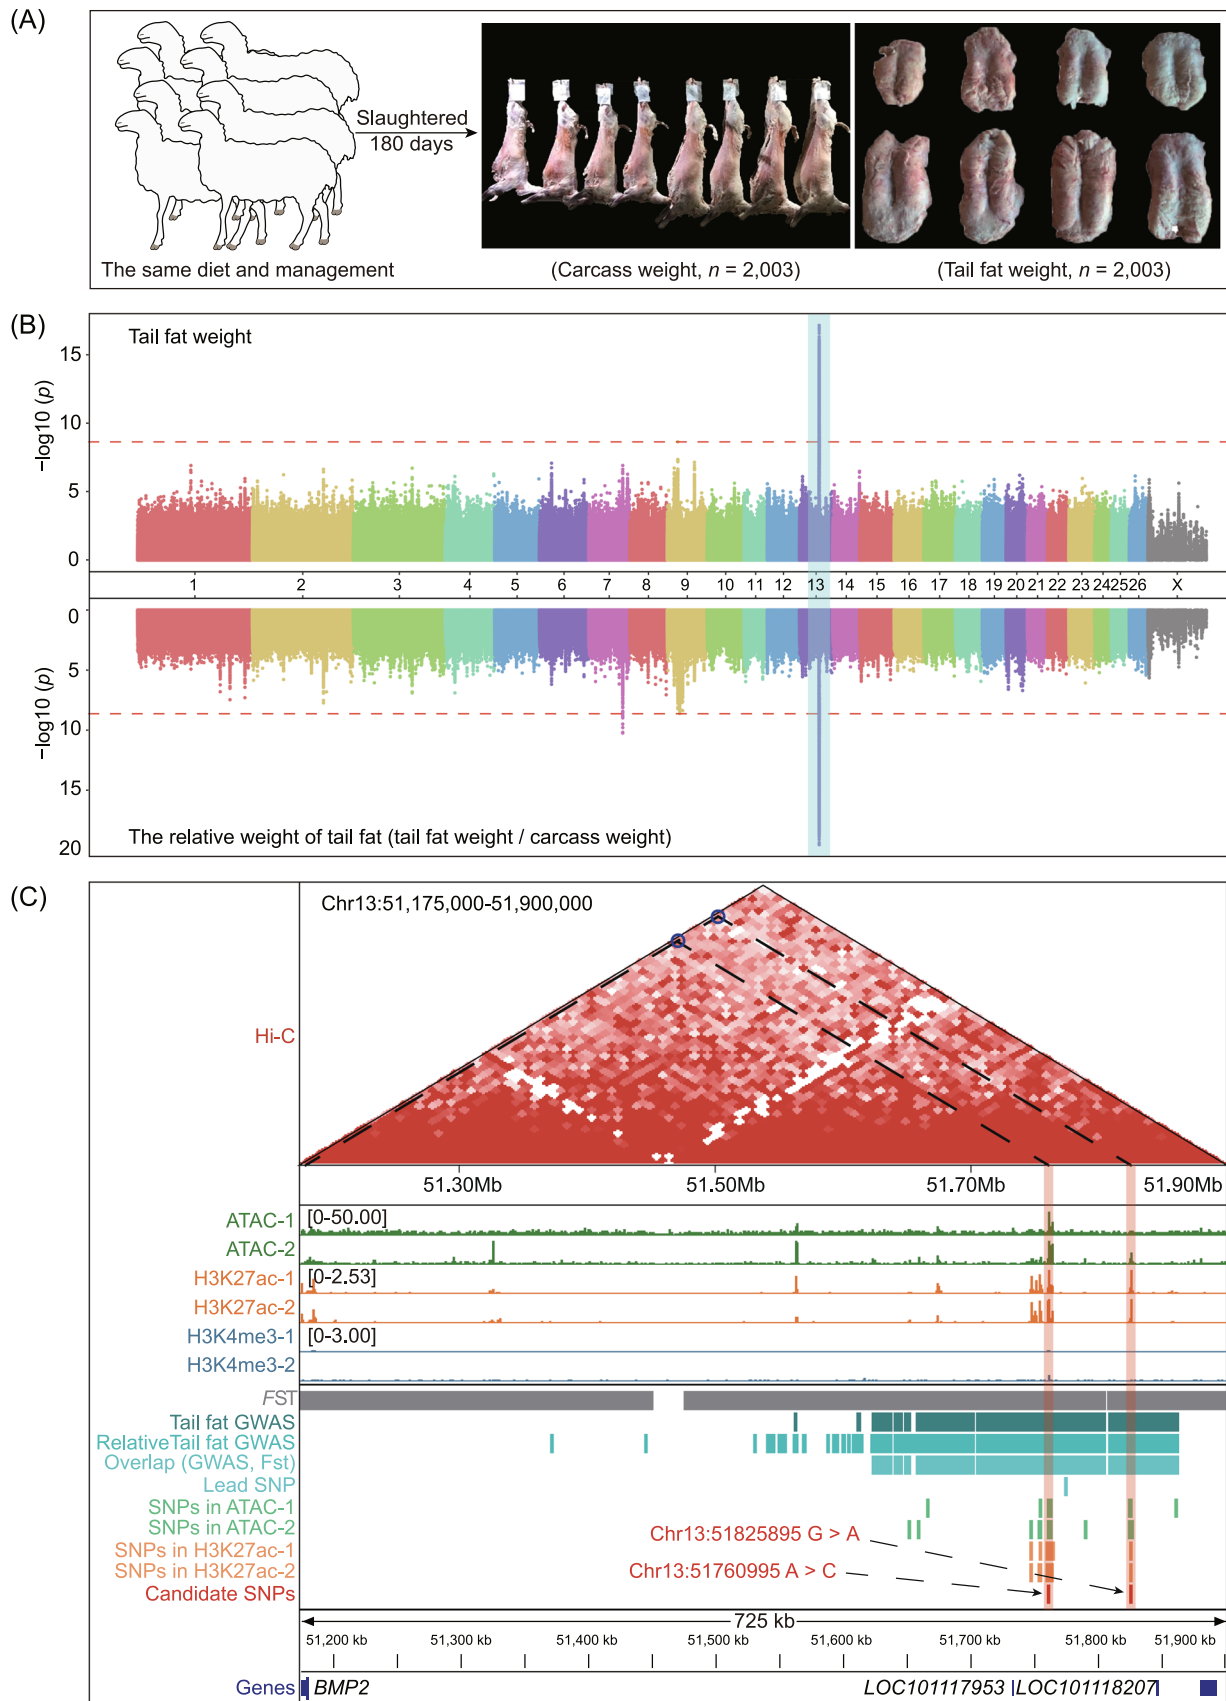 (A)
Slaughtered
180 days
The same diet and management
(Carcass weight, n = 2,003)
(Tail fat weight, n = 2,003)
(B)
Tail fat weight
15
10
5
0
−log10 (p)
1 2 3 4 5 6 7 8 9 10 11 12 13 14 15 16 17 18 19 20 21 22 23 24 25 26 X
0
5
10
15
20
−log10 (p)
The relative weight of tail fat (tail fat weight / carcass weight)
(C)
Chr13:51,175,000-51,900,000
Hi-C
51.30Mb 51.50Mb 51.70Mb 51.90Mb
ATAC-1 [0-50.00]
ATAC-2
H3K27ac-1 [0-2.53]
H3K27ac-2
H3K4me3-1 [0-3.00]
H3K4me3-2
FST
Tail fat GWAS
RelativeTail fat GWAS
Overlap (GWAS, Fst)
Lead SNP
SNPs in ATAC-1
SNPs in ATAC-2
Chr13:51825895 G > A
SNPs in H3K27ac-1
SNPs in H3K27ac-2
Chr13:51760995 A > C
Candidate SNPs
725 kb
51,200 kb 51,300 kb 51,400 kb 51,500 kb 51,600 kb 51,700 kb 51,800 kb 51,900 kb
Genes BMP2 LOC101117953 LOC101118207